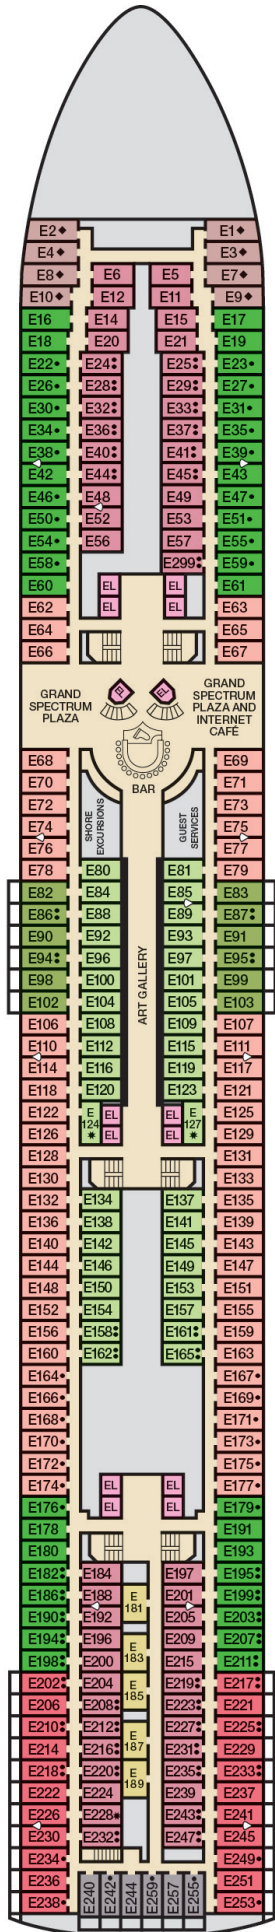 E2◆ E1◆
E4◆ E3◆
E8◆ E6 E5 E7◆
E10◆ E12 E11 E9◆
E16 E14 E15 E17
E18 E20 E21 E19
E22• E24: E25: E23•
E26• E28: E29: E27•
E30• E32: E33: E31•
E34• E36: E37: E35•
E38• E40: E41: E39•
E42 E44: E45: E43
E46• E48 E49 E47•
E50• E52 E53 E51•
E54• E56 E57 E55•
E58• E299: E59•
E60 EL EL E61
E62 EL EL E63
E64 E65
E66 E67
EL EL
GRAND
SPECTRUM
PLAZA
GRAND
SPECTRUM
PLAZA AND
INTERNET
CAFÉ
BAR
E68 E69
E70 E71
E72 E73
E74 E75
E76 E77
SHORE
EXCURSIONS
GUEST
SERVICES
E78 E80 E81 E79
E82 E84 E85 E83
E86: E88 E89 E87:
E90 E92 E93 E91
E94: E96 E97 E95:
E98 E100 E101 E99
E102 E104 E105 E103
ART GALLERY
E106 E108 E109 E107
E110 E112 E115 E111
E114 E116 E119 E117
E118 E120 E123 E121
E122 E
124✶ EL EL E
127✶ E125
E126 EL EL E129
E128 E131
E130 E133
E132 E134 E137 E135
E136 E138 E141 E139
E140 E142 E145 E143
E144 E146 E149 E147
E148 E150 E153 E151
E152 E154 E157 E155
E156 E158: E161: E159
E160 E162: E165: E163
E164• E167•
E166• E169•
E168• E171•
E170• E173•
E172• E175•
E174• EL EL E177•
E176• EL EL E179•
E178 E191
E180 E193
E182: E184 E197 E195:
E186: E188 E
181 E201 E199:
E190: E192 E205 E203:
E194: E196 E
183 E209 E207:
E198: E200 E215 E211:
E202: E204 E
185 E219: E217:
E206 E208: E223: E221
E210: E212: E
187 E227: E225:
E214 E216: E231: E229
E218: E220: E
189 E235: E233:
E222 E224 E239 E237
E226 E228✶ E243: E241
E230 E232: E247: E245
E234• E249•
E236 E251
E238• E240 E242• E244 E259• E257 E255• E253•